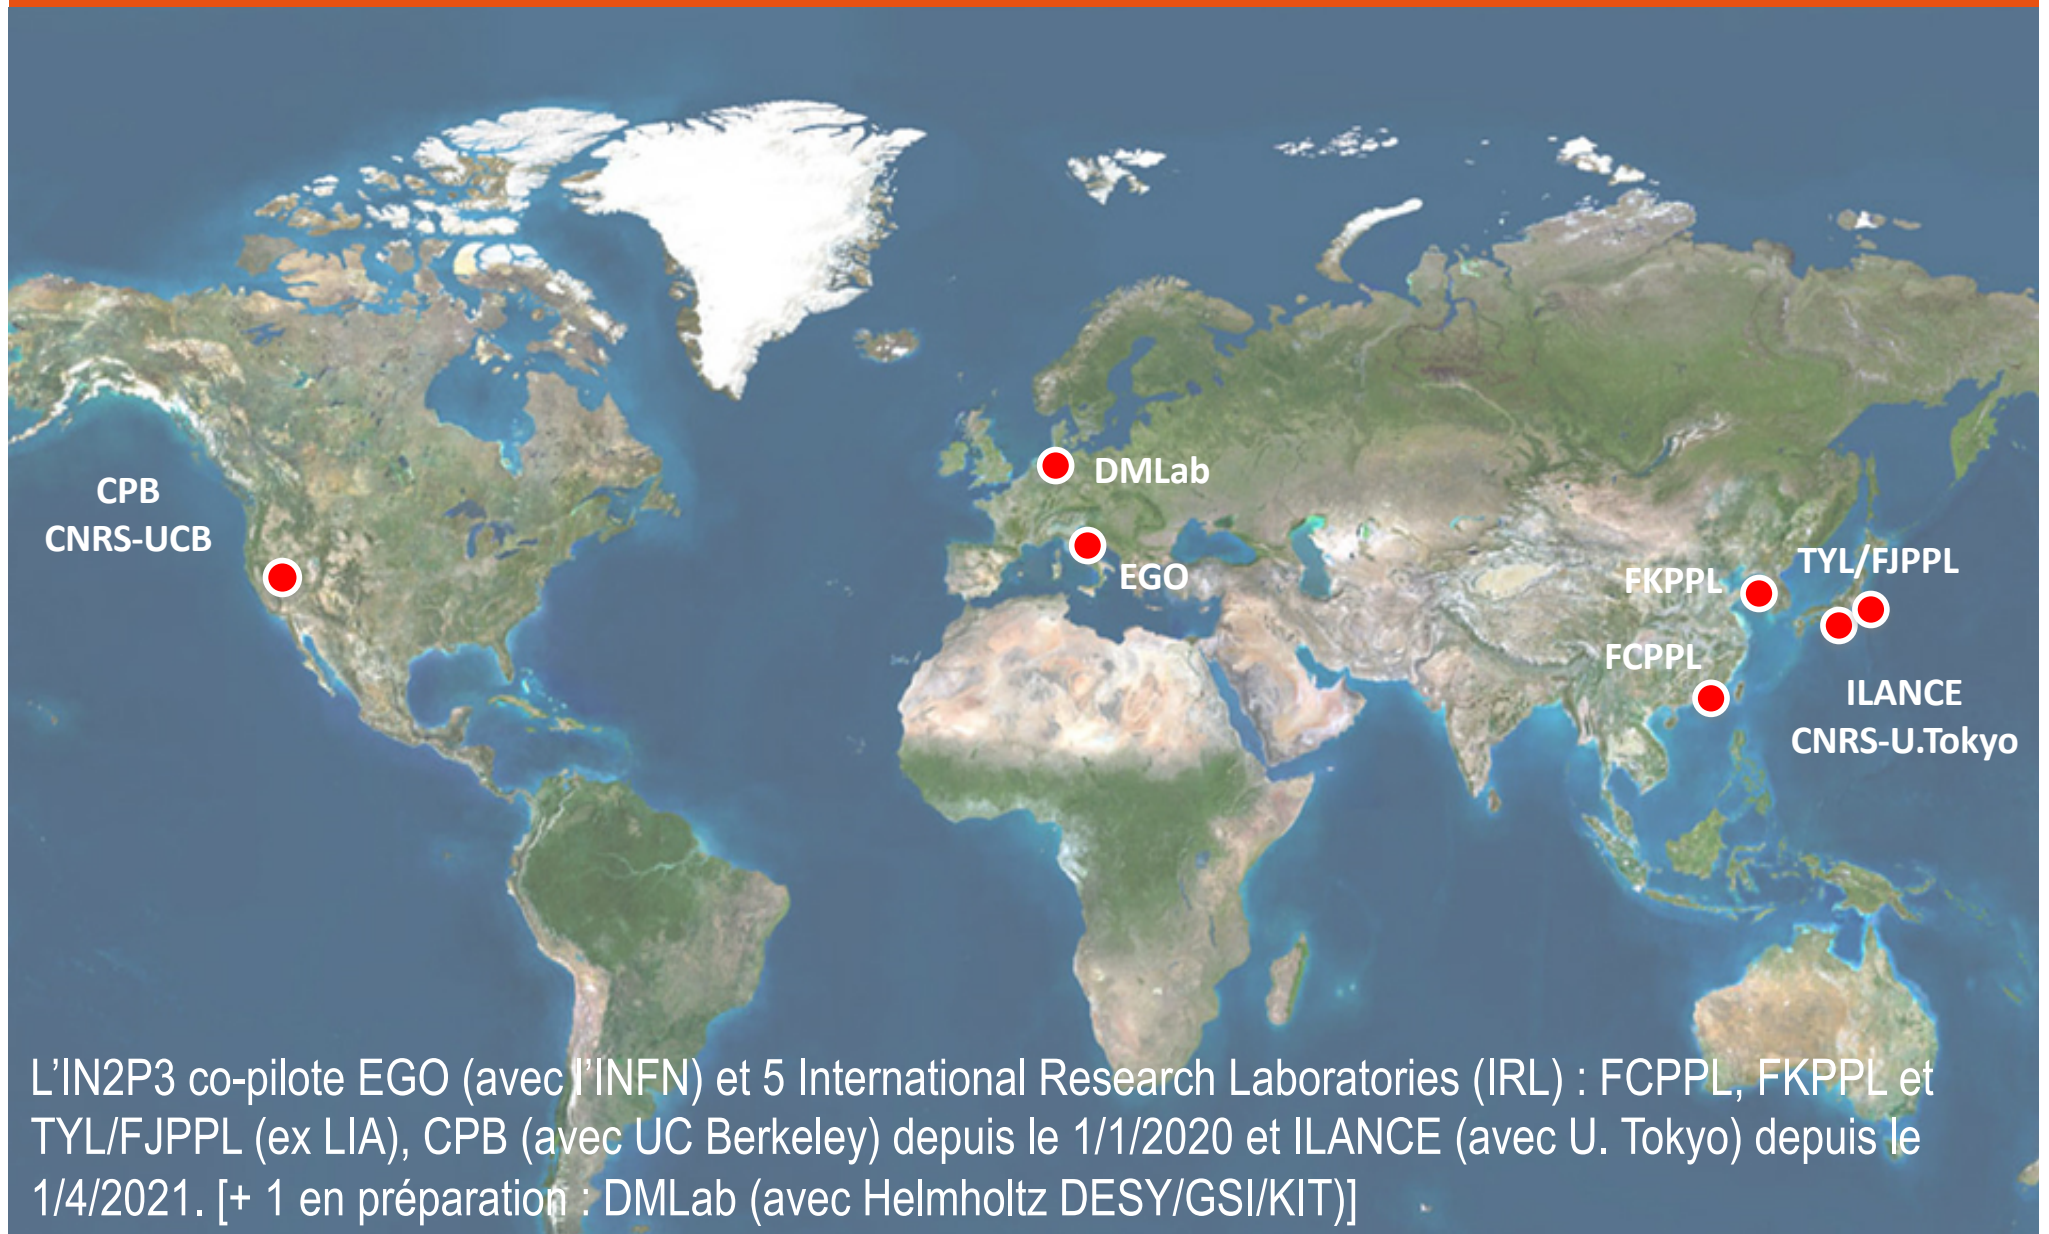 CPB
CNRS-UCB
DMLab
EGO
FKPPL
TYL/FJPPL
FCPPL
ILANCE
CNRS-U.Tokyo
L’IN2P3 co-pilote EGO (avec l’INFN) et 5 International Research Laboratories (IRL) : FCPPL, FKPPL et
TYL/FJPPL (ex LIA), CPB (avec UC Berkeley) depuis le 1/1/2020 et ILANCE (avec U. Tokyo) depuis le
1/4/2021. [+ 1 en préparation : DMLab (avec Helmholtz DESY/GSI/KIT)]